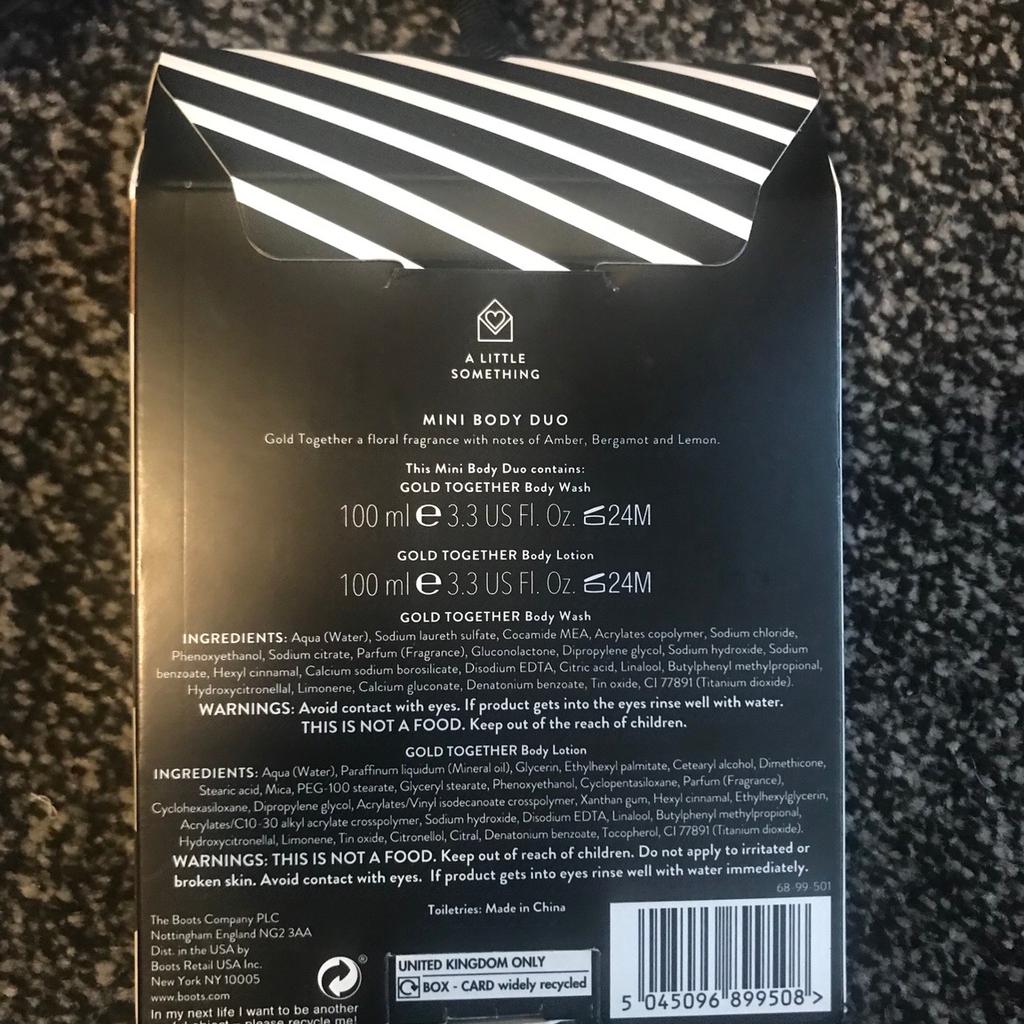 A LITTLE
SOMETHING
MINI BODY DUO
Gold Together a floral fragrance with notes of Amber, Bergamot and Lemon.
This Mini Body Duo contains:
GOLD TOGETHER Body Wash
100 ml e 3.3 US Fl. Oz. 24M
GOLD TOGETHER Body Lotion
100 ml e 3.3 US Fl. Oz. 24M
GOLD TOGETHER Body Wash
INGREDIENTS: Aqua (Water), Sodium laureth sulfate, Cocamide MEA, Acrylates copolymer, Sodium chloride,
Phenoxyethanol, Sodium citrate, Parfum (Fragrance), Gluconolactone, Dipropylene glycol, Sodium hydroxide, Sodium
benzoate, Hexyl cinnamal, Calcium sodium borosilicate, Disodium EDTA, Citric acid, Linalool, Butylphenyl methylpropional,
Hydroxycitronellal, Limonene, Calcium gluconate, Denatonium benzoate, Tin oxide, CI 77891 (Titanium dioxide).
WARNINGS: Avoid contact with eyes. If product gets into the eyes rinse well with water.
THIS IS NOT A FOOD. Keep out of the reach of children.
GOLD TOGETHER Body Lotion
INGREDIENTS: Aqua (Water), Paraffinum liquidum (Mineral oil), Glycerin, Ethylhexyl palmitate, Cetearyl alcohol, Dimethicone,
Stearic acid, Mica, PEG-100 stearate, Glyceryl stearate, Phenoxyethanol, Cyclopentasiloxane, Parfum (Fragrance),
Cyclohexasiloxane, Dipropylene glycol, Acrylates/Vinyl isodecanoate crosspolymer, Xanthan gum, Hexyl cinnamal, Ethylhexylglycerin,
Acrylates/C10-30 alkyl acrylate crosspolymer, Sodium hydroxide, Disodium EDTA, Linalool, Butylphenyl methylpropional,
Hydroxycitronellal, Limonene, Tin oxide, Citronellol, Citral, Denatonium benzoate, Tocopherol, CI 77891 (Titanium dioxide).
WARNINGS: THIS IS NOT A FOOD. Keep out of reach of children. Do not apply to irritated or
broken skin. Avoid contact with eyes. If product gets into eyes rinse well with water immediately.
68-99-501
Toiletries: Made in China
The Boots Company PLC
Nottingham England NG2 3AA
Dist. in the USA by
Boots Retail USA Inc.
New York NY 10005
www.boots.com
In my next life I want to be another
object – please recycle me!
®
UNITED KINGDOM ONLY
BOX - CARD widely recycled
5 045096 899508 >